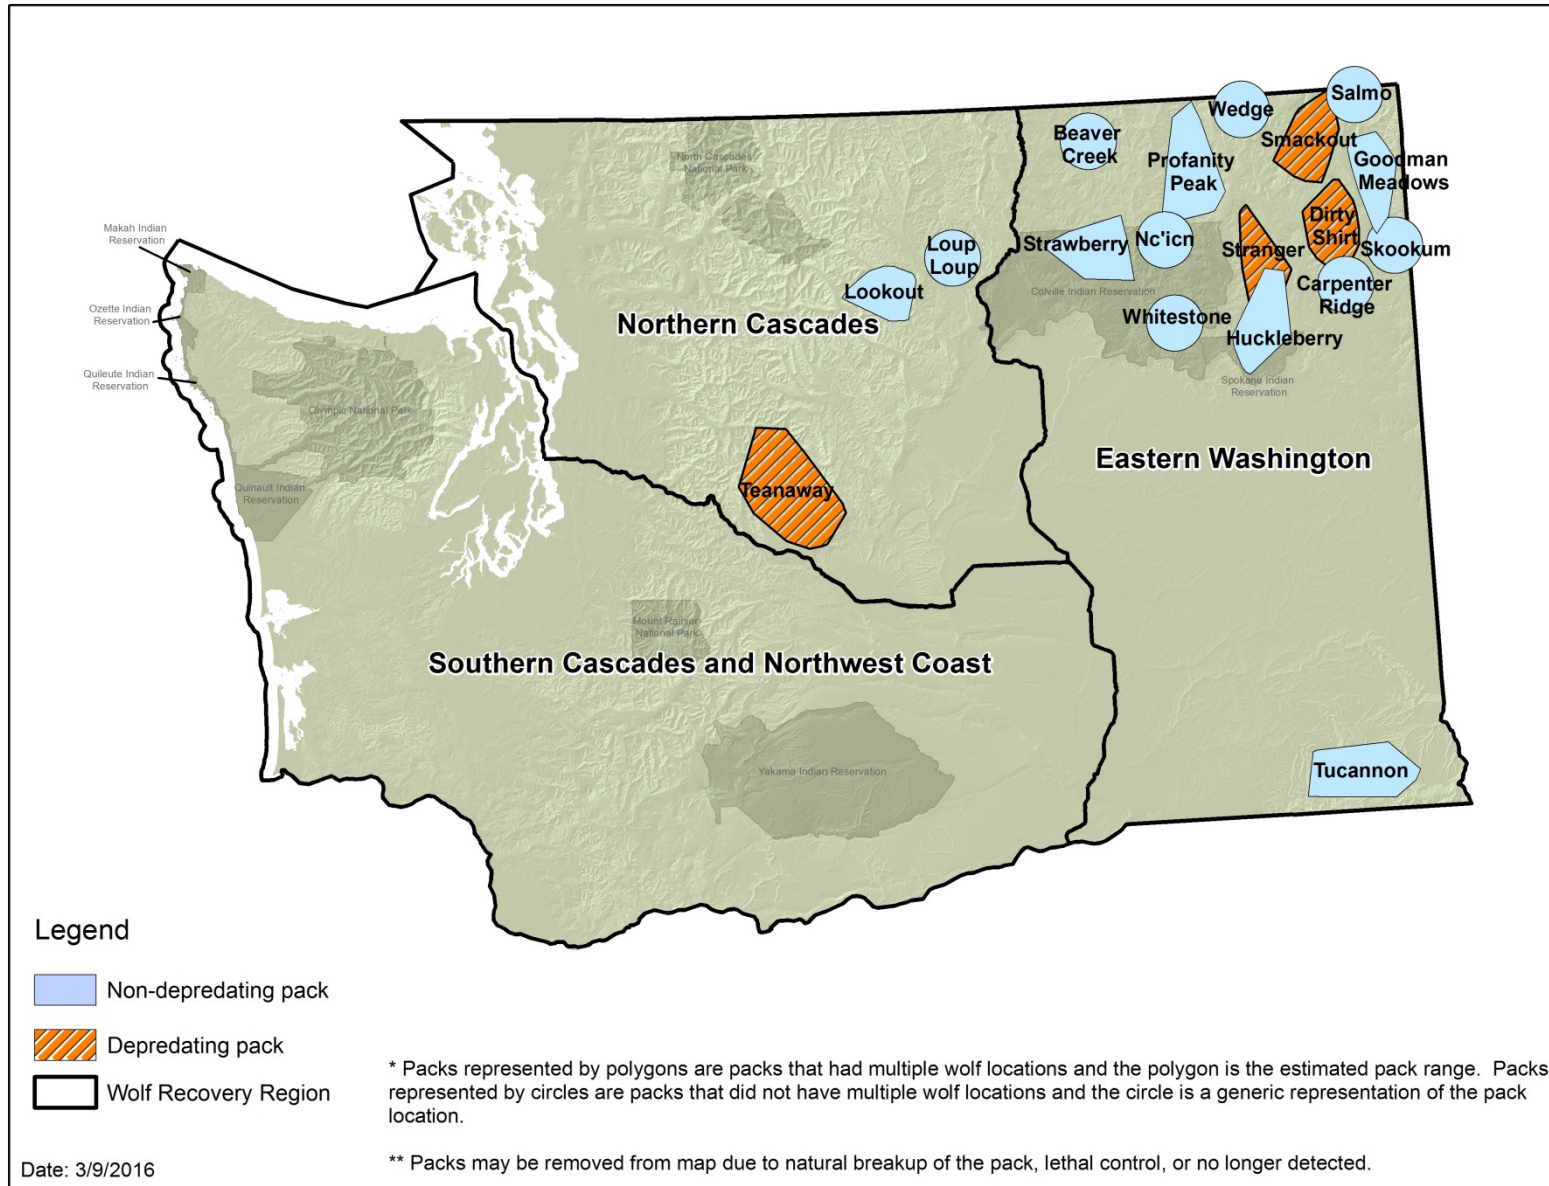 Salmo
Wedge
Smackout
Beaver
Creek
Profanity
Peak
Goodman
Meadows
North Cascades
National Park
Makah Indian
Reservation
Dirty
Shirt
Strawberry
Nc'icn
Stranger
Skookum
Loup
Loup
Lookout
Colville Indian Reservation
Carpenter
Ridge
Ozette Indian
Reservation
Northern Cascades
Whitestone
Huckleberry
Quileute Indian
Reservation
Spokane Indian
Reservation
Olympic National Park
Eastern Washington
Quinault Indian
Reservation
Teanaway
Mount Rainier
National Park
Southern Cascades and Northwest Coast
Yakama Indian Reservation
Tucannon
Legend
Non-depredating pack
Depredating pack
Wolf Recovery Region
* Packs represented by polygons are packs that had multiple wolf locations and the polygon is the estimated pack range.  Packs
represented by circles are packs that did not have multiple wolf locations and the circle is a generic representation of the pack
location.
** Packs may be removed from map due to natural breakup of the pack, lethal control, or no longer detected.
Date: 3/9/2016